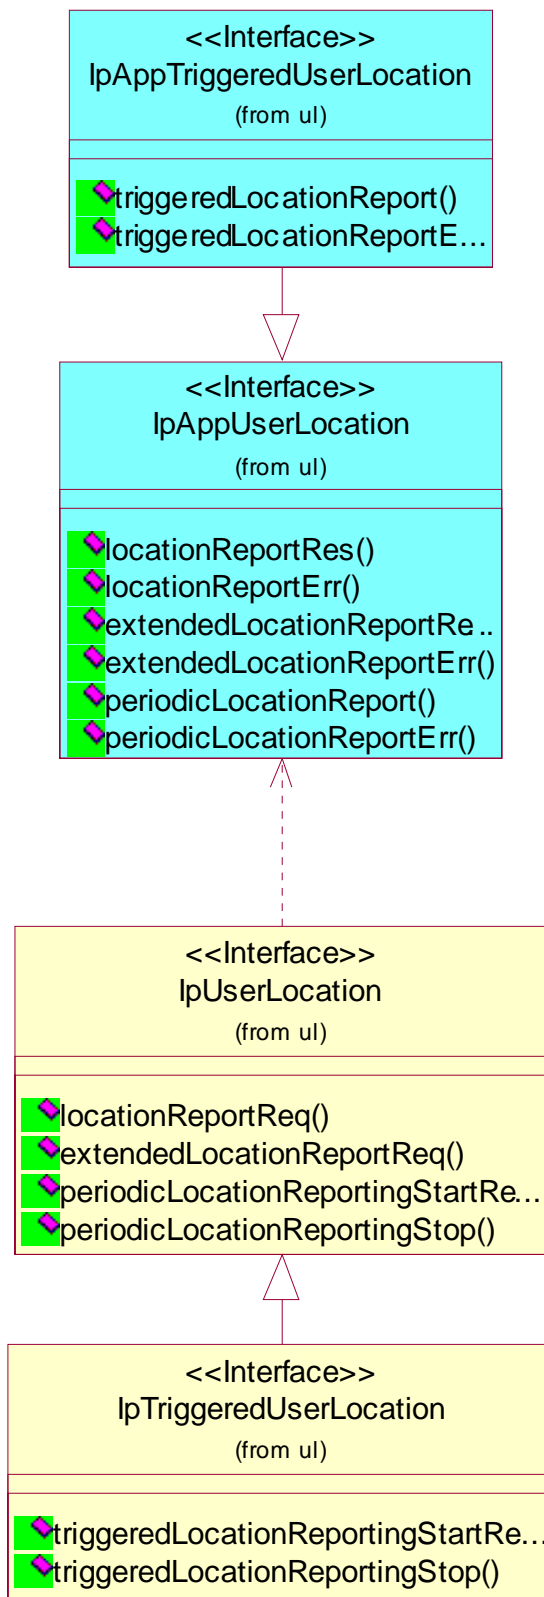 <<Interface>>
IpAppTriggeredUserLocation
(from ul)
triggeredLocationReport()
triggeredLocationReportE...
<<Interface>>
IpAppUserLocation
(from ul)
locationReportRes()
locationReportErr()
extendedLocationReportRe...
extendedLocationReportErr()
periodicLocationReport()
periodicLocationReportErr()
<<Interface>>
IpUserLocation
(from ul)
locationReportReq()
extendedLocationReportReq()
periodicLocationReportingStartRe...
periodicLocationReportingStop()
<<Interface>>
IpTriggeredUserLocation
(from ul)
triggeredLocationReportingStartRe...
triggeredLocationReportingStop()